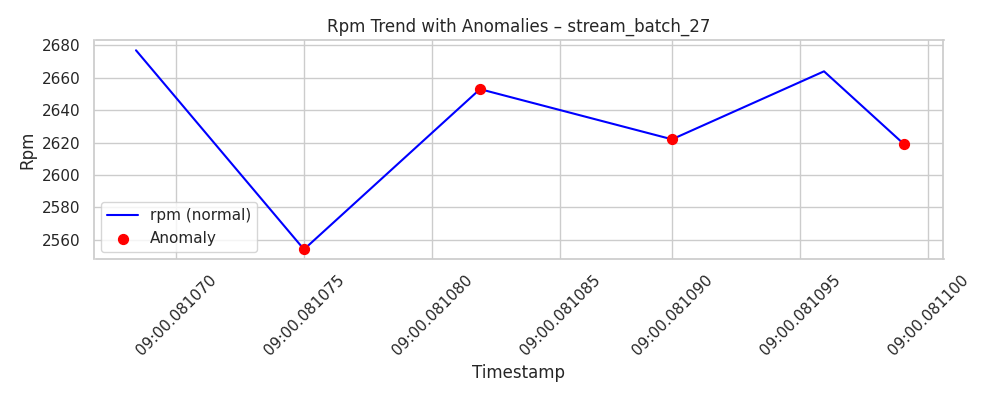 Rpm Trend with Anomalies – stream_batch_27
Rpm
2680
2660
2640
2620
2600
2580
2560
rpm (normal)
Anomaly
09:00.081070
09:00.081075
09:00.081080
09:00.081085
09:00.081090
09:00.081095
09:00.081100
Timestamp